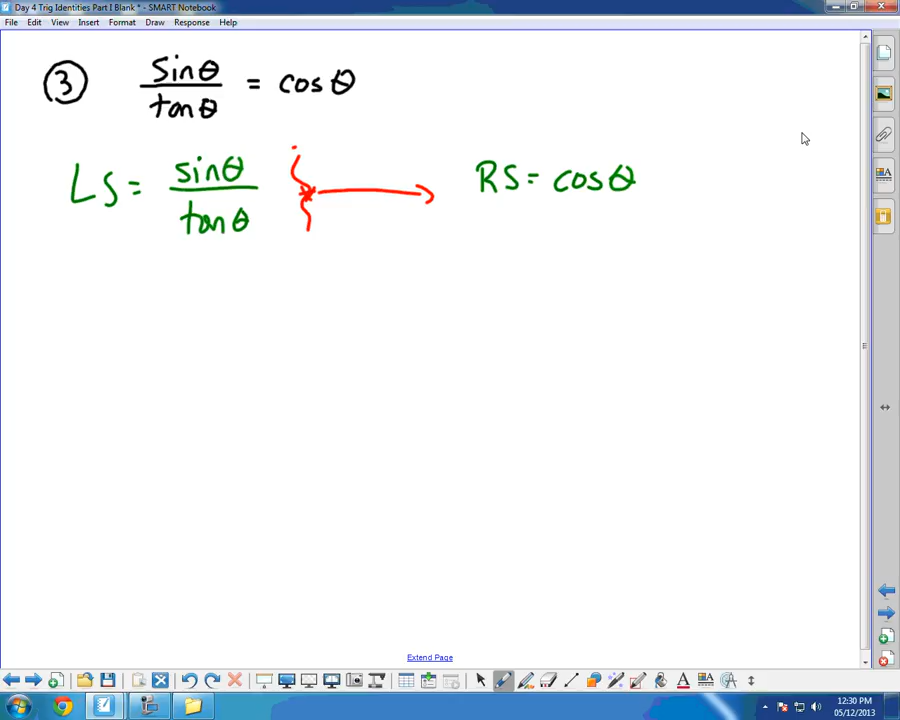 Day 4 Trig Identities Part I Blank * - SMART Notebook
File Edit View Insert Format Draw Tools Response Help
③ sinθ/tanθ = cosθ
LS = sinθ/tanθ RS = cosθ
Extend Page
12:30 PM
05/12/2013